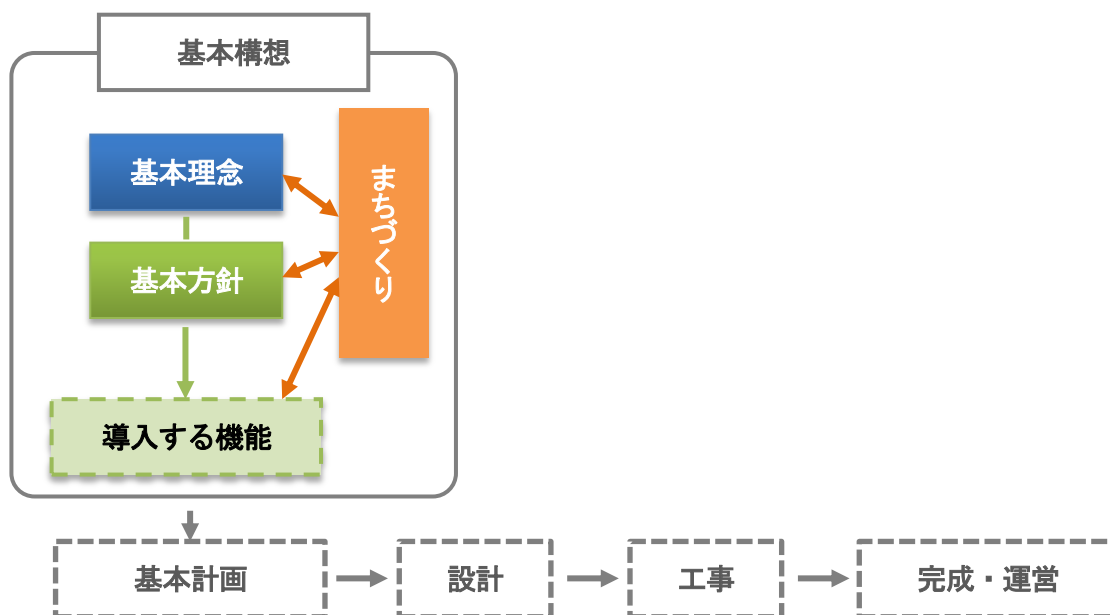 基本構想
基本理念
まちづくり
基本方針
導入する機能
基本計画
設計
工事
完成・運営